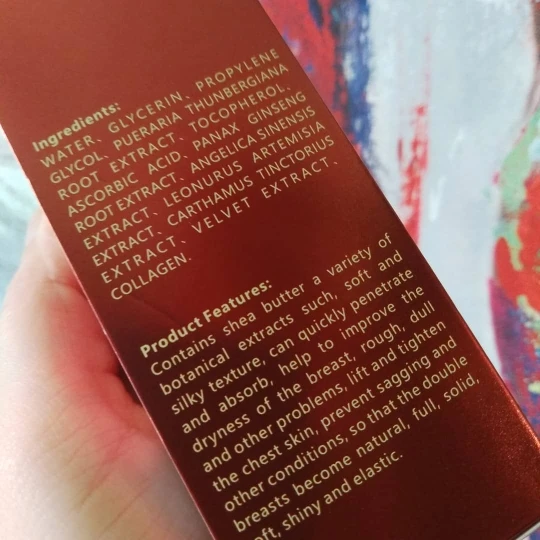 Ingredients:
WATER、GLYCERIN、PROPYLENE
GLYCOL、PUERARIA THUNBERGIANA
ROOT EXTRACT、TOCOPHEROL、
ASCORBIC ACID、PANAX GINSENG
ROOT EXTRACT、ANGELICA SINENSIS
EXTRACT、LEONURUS ARTEMISIA
EXTRACT、CARTHAMUS TINCTORIUS
EXTRACT、VELVET EXTRACT、
COLLAGEN.
Product Features:
Contains shea butter a variety of
botanical extracts such, soft and
silky texture, can quickly penetrate
and absorb, help to improve the
dryness of the breast, rough, dull
and other problems, lift and tighten
the chest skin, prevent sagging and
other conditions, so that the double
breasts become natural, full, solid,
oft, shiny and elastic.